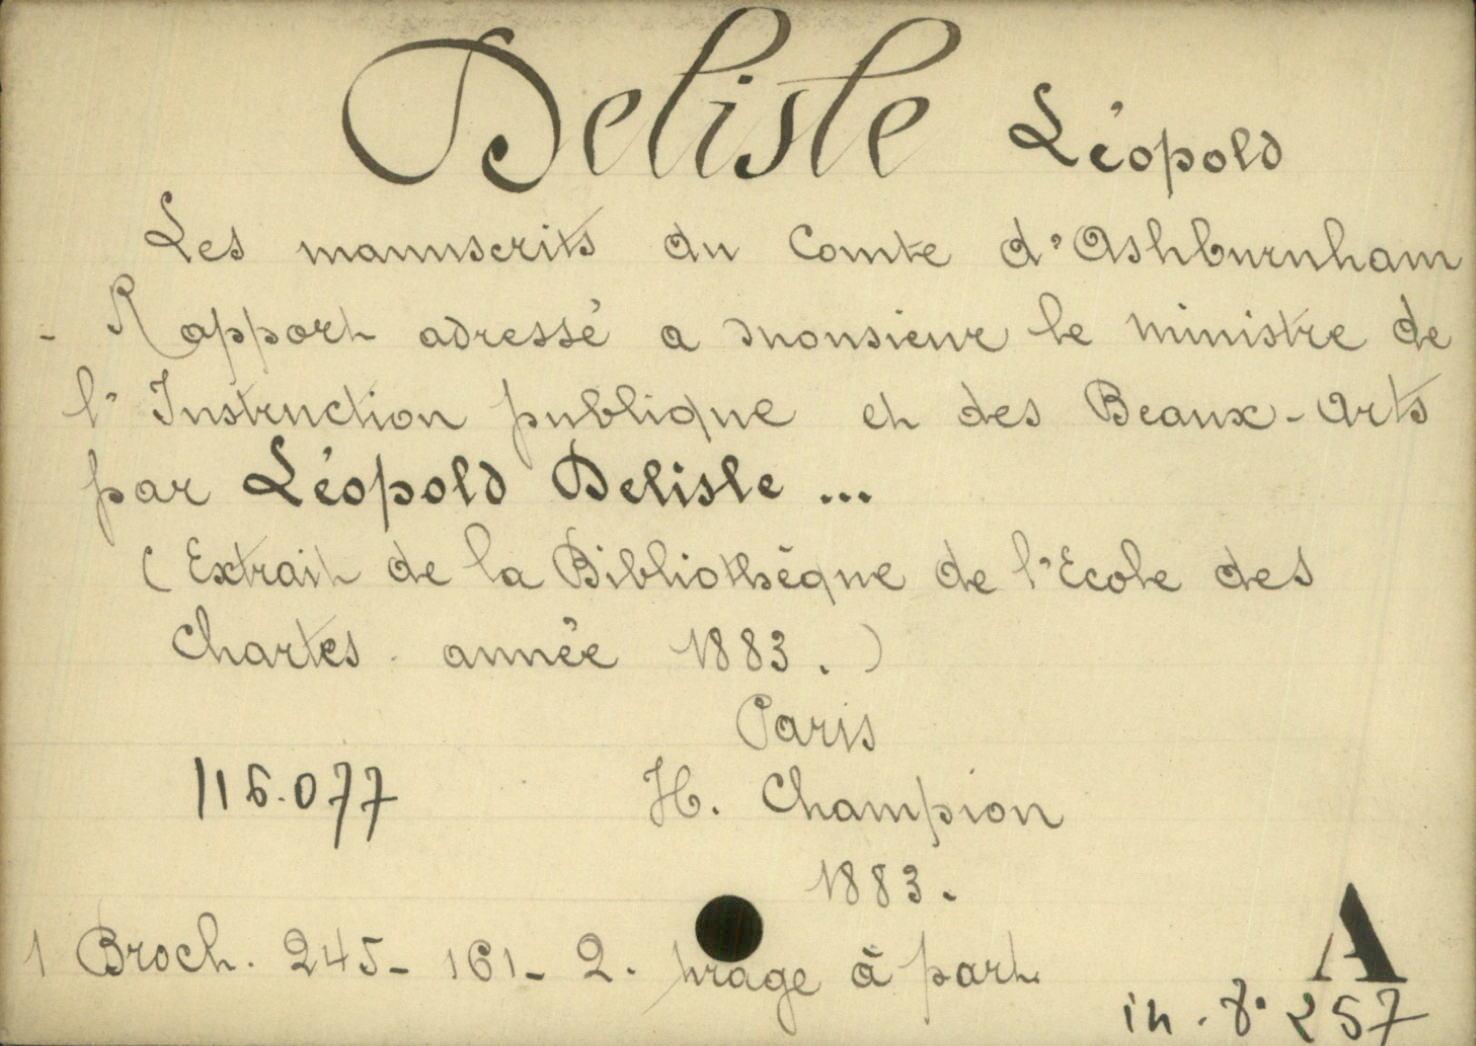 Delisle Léopold
Les manuscrits du Comte d'Ashburnham
- Rapport adressé a monsieur le ministre de
l'Instruction publique et des Beaux-Arts
par Léopold Delisle ...
(Extrait de la Bibliothèque de l'Ecole des
Chartes année 1883.)
Paris
116.077 H. Champion
1883.
1 Broch. 245-161-2. tirage à part
A
in-8° 257